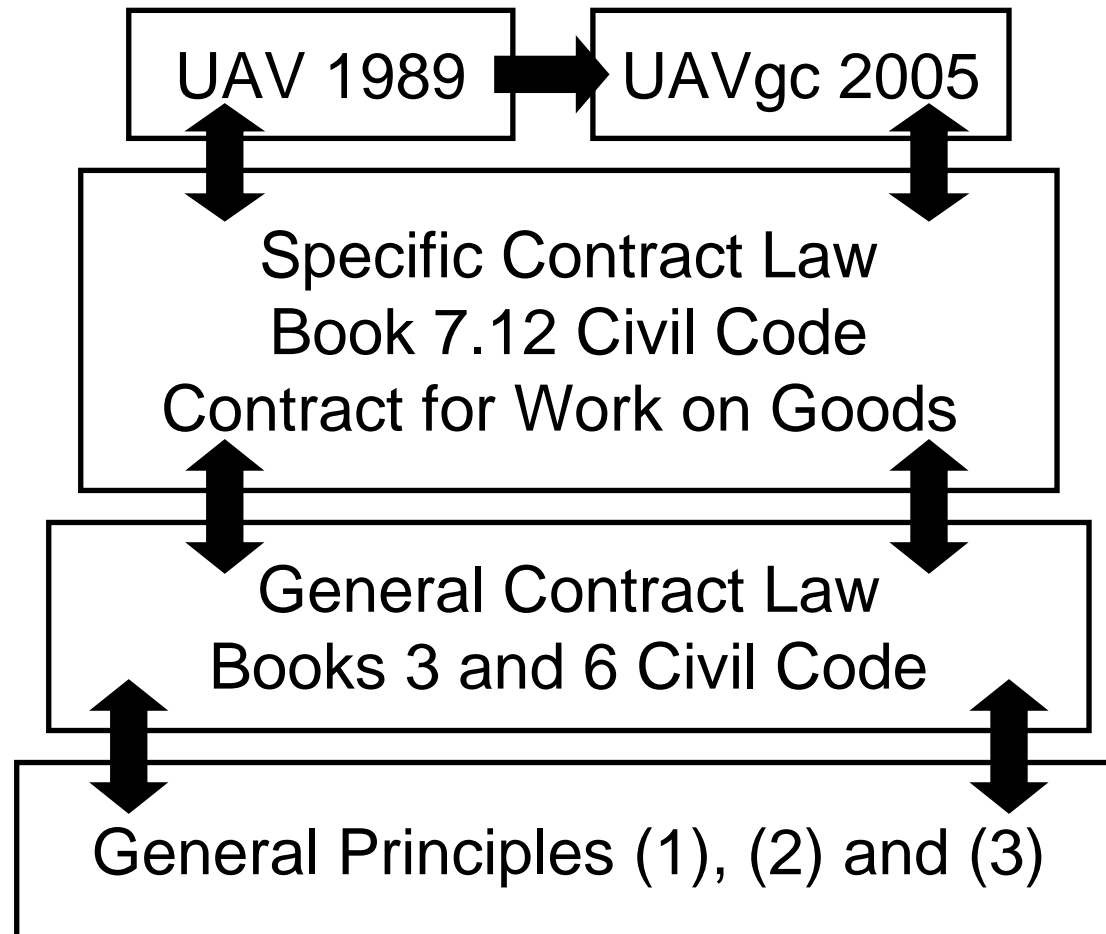 UAV 1989
UAVgc 2005
Specific Contract Law
Book 7.12 Civil Code
Contract for Work on Goods
General Contract Law
Books 3 and 6 Civil Code
General Principles (1), (2) and (3)